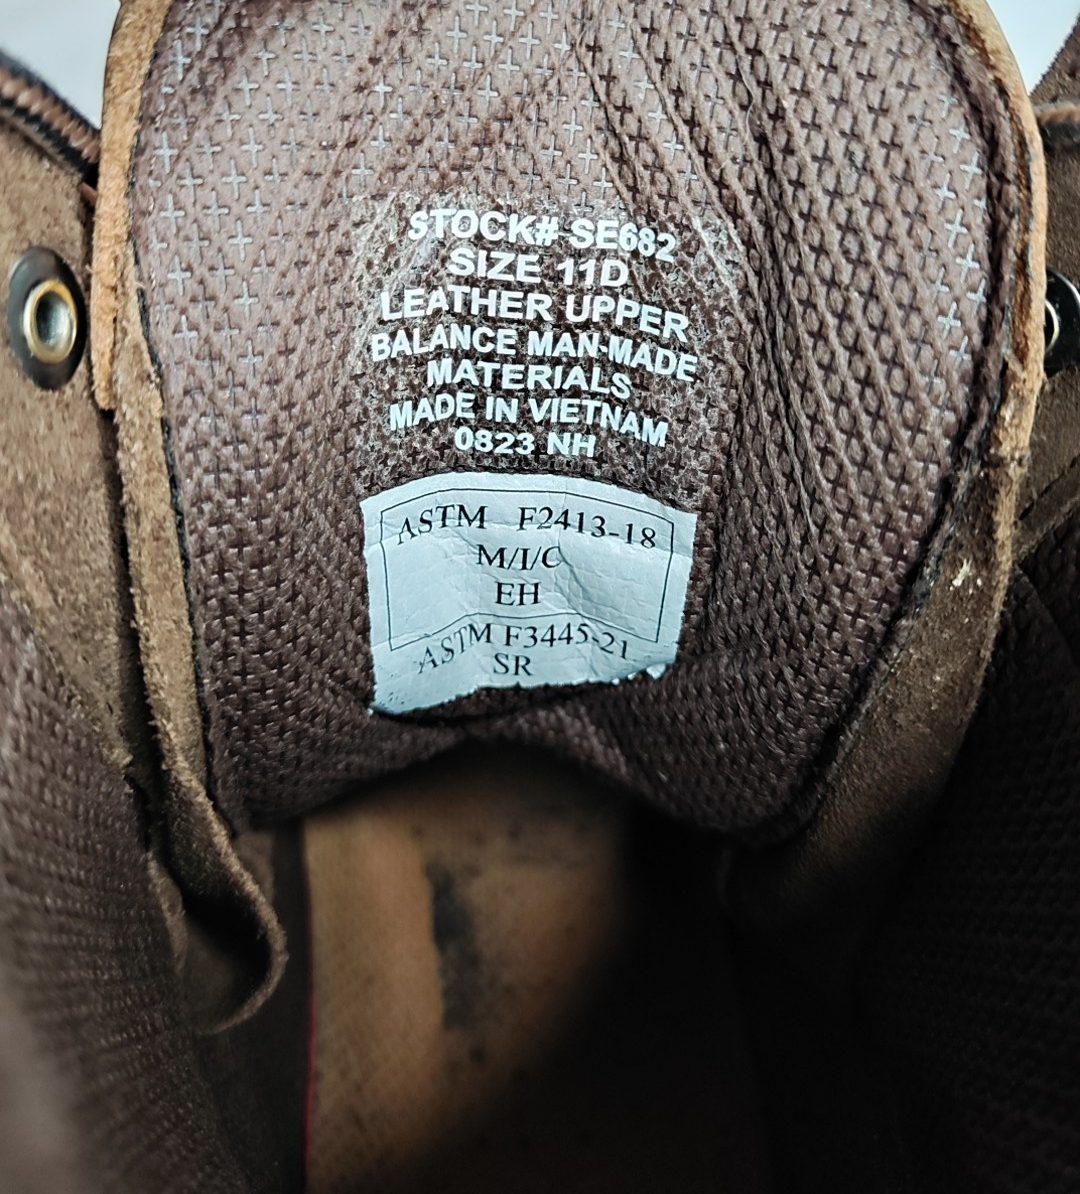 STOCK# SE682
SIZE 11D
LEATHER UPPER
BALANCE MAN-MADE
MATERIALS
MADE IN VIETNAM
0823 NH
ASTM F2413-18
M/I/C
EH
ASTM F3445-21
SR